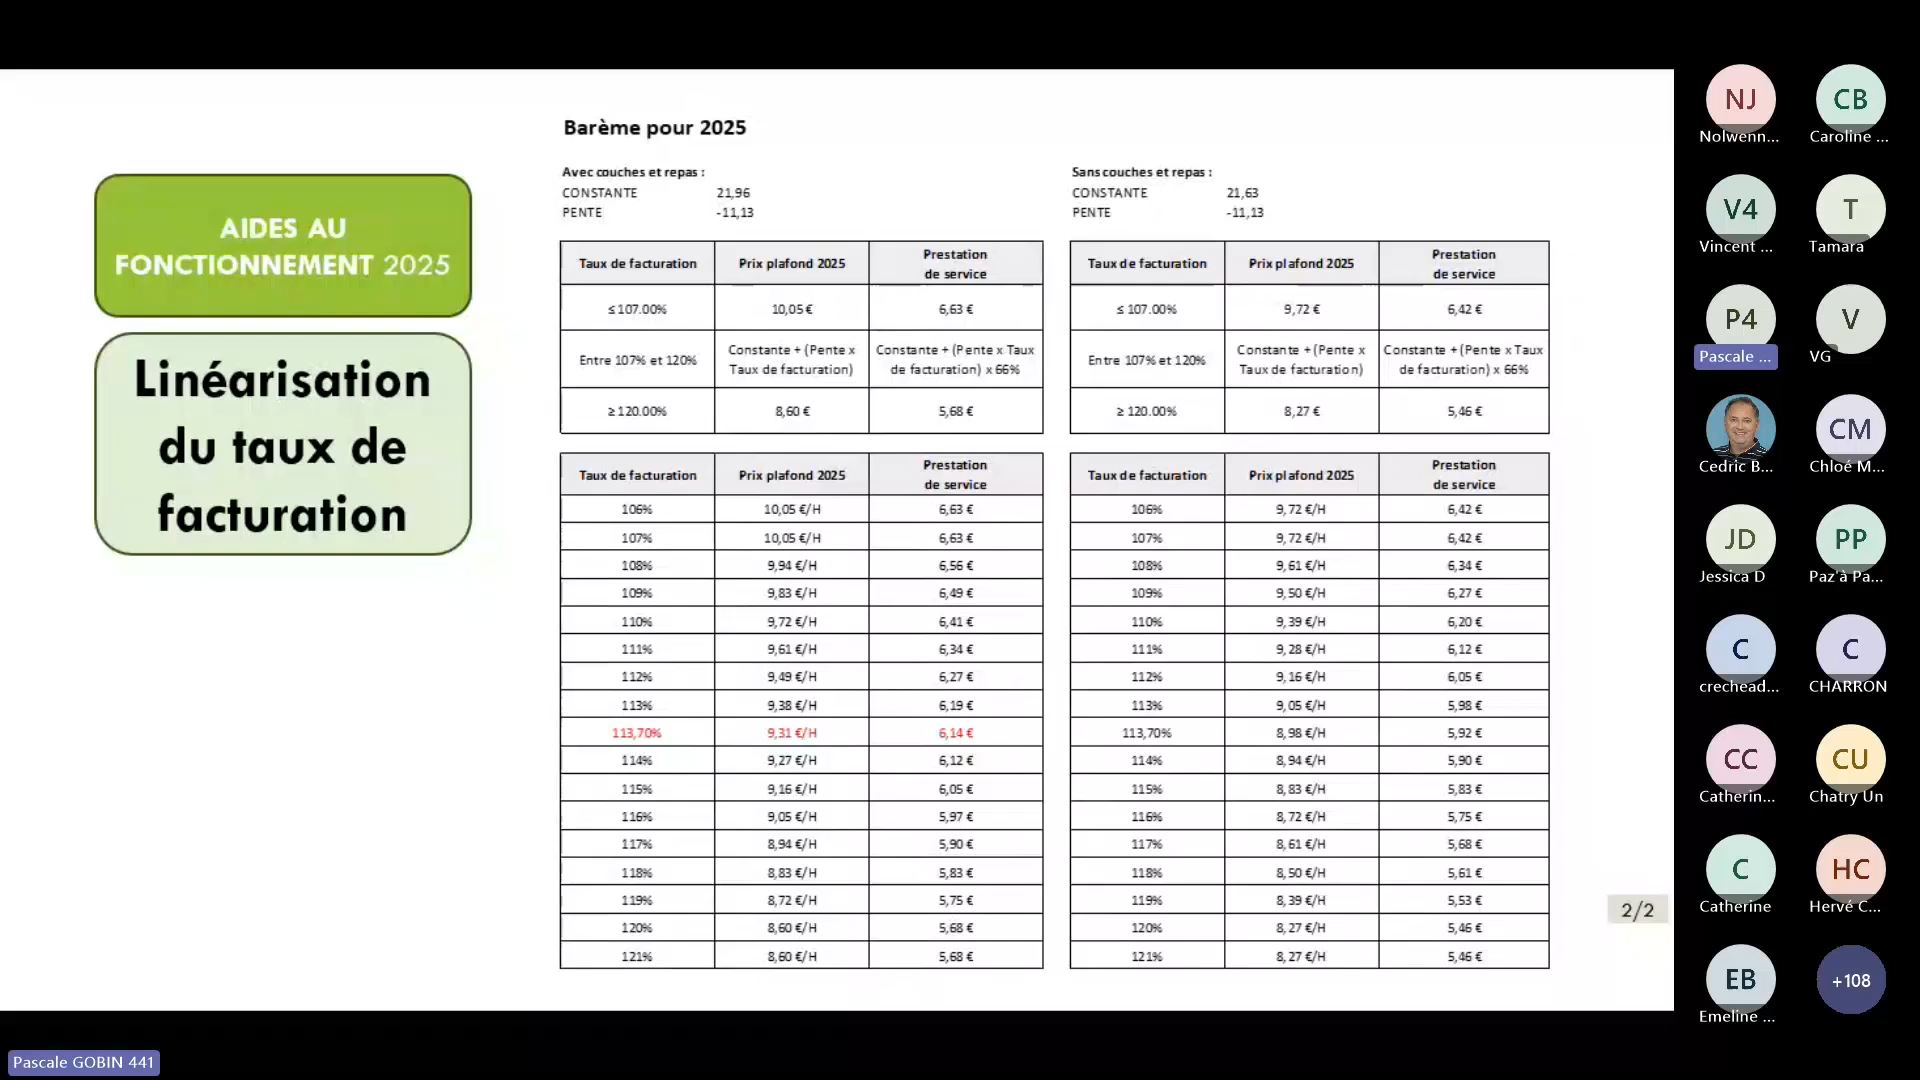 AIDES AU
FONCTIONNEMENT 2025
Linéarisation
du taux de
facturation
Barème pour 2025
Avec couches et repas :
CONSTANTE 21,96
PENTE -11,13
Taux de facturation Prix plafond 2025 Prestation de service
≤ 107.00% 10,05 € 6,63 €
Entre 107% et 120% Constante + (Pente x Taux de facturation) Constante + (Pente x Taux de facturation) x 66%
≥ 120.00% 8,60 € 5,68 €
Taux de facturation Prix plafond 2025 Prestation de service
106% 10,05 €/H 6,63 €
107% 10,05 €/H 6,63 €
108% 9,94 €/H 6,56 €
109% 9,83 €/H 6,49 €
110% 9,72 €/H 6,41 €
111% 9,61 €/H 6,34 €
112% 9,49 €/H 6,27 €
113% 9,38 €/H 6,19 €
113,70% 9,31 €/H 6,14 €
114% 9,27 €/H 6,12 €
115% 9,16 €/H 6,05 €
116% 9,05 €/H 5,97 €
117% 8,94 €/H 5,90 €
118% 8,83 €/H 5,83 €
119% 8,72 €/H 5,75 €
120% 8,60 €/H 5,68 €
121% 8,60 €/H 5,68 €
Sans couches et repas :
CONSTANTE 21,63
PENTE -11,13
Taux de facturation Prix plafond 2025 Prestation de service
≤ 107.00% 9,72 € 6,42 €
Entre 107% et 120% Constante + (Pente x Taux de facturation) Constante + (Pente x Taux de facturation) x 66%
≥ 120.00% 8,27 € 5,46 €
Taux de facturation Prix plafond 2025 Prestation de service
106% 9,72 €/H 6,42 €
107% 9,72 €/H 6,42 €
108% 9,61 €/H 6,34 €
109% 9,50 €/H 6,27 €
110% 9,39 €/H 6,20 €
111% 9,28 €/H 6,12 €
112% 9,16 €/H 6,05 €
113% 9,05 €/H 5,98 €
113,70% 8,98 €/H 5,92 €
114% 8,94 €/H 5,90 €
115% 8,83 €/H 5,83 €
116% 8,72 €/H 5,75 €
117% 8,61 €/H 5,68 €
118% 8,50 €/H 5,61 €
119% 8,39 €/H 5,53 €
120% 8,27 €/H 5,46 €
121% 8,27 €/H 5,46 €
2/2
NJ CB
Nolwenn... Caroline ...
V4 T
Vincent ... Tamara
P4 V
Pascale ... VG
CM
Cedric B... Chloé M...
JD PP
Jessica D Paz'à Pa...
C C
crechead... CHARRON
CC CU
Catherin... Chatry Un
C HC
Catherine Hervé C...
EB +108
Emeline ...
Pascale GOBIN 441